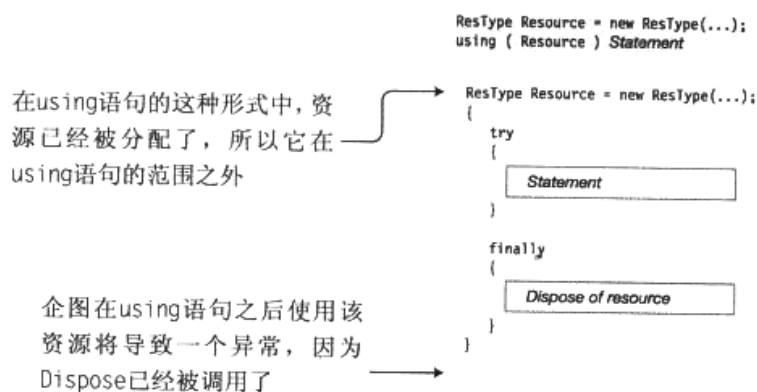 ResType Resource = new ResType(...);
using ( Resource ) Statement
在using语句的这种形式中，资
源已经被分配了，所以它在
using语句的范围之外
ResType Resource = new ResType(...);
{
try
{
Statement
}
finally
{
Dispose of resource
}
}
企图在using语句之后使用该
资源将导致一个异常，因为
Dispose已经被调用了